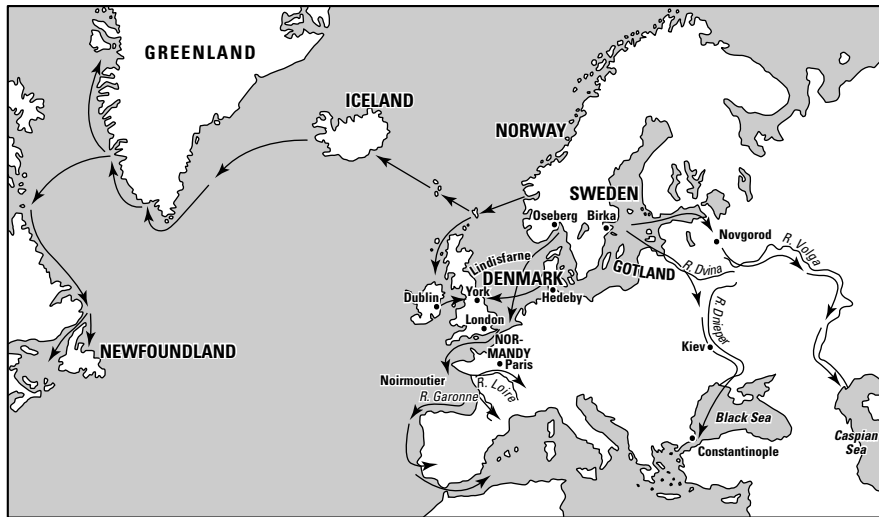 GREENLAND
ICELAND
NORWAY
SWEDEN
Oseberg
Birka
Novgorod
R. Volga
Lindisfarne
DENMARK
GOTLAND
R. Dvina
Dublin
York
Hedeby
London
R. Dnieper
NEWFOUNDLAND
NOR-
MANDY
Paris
Kiev
Noirmoutier
R. Loire
R. Garonne
Black Sea
Constantinople
Caspian
Sea